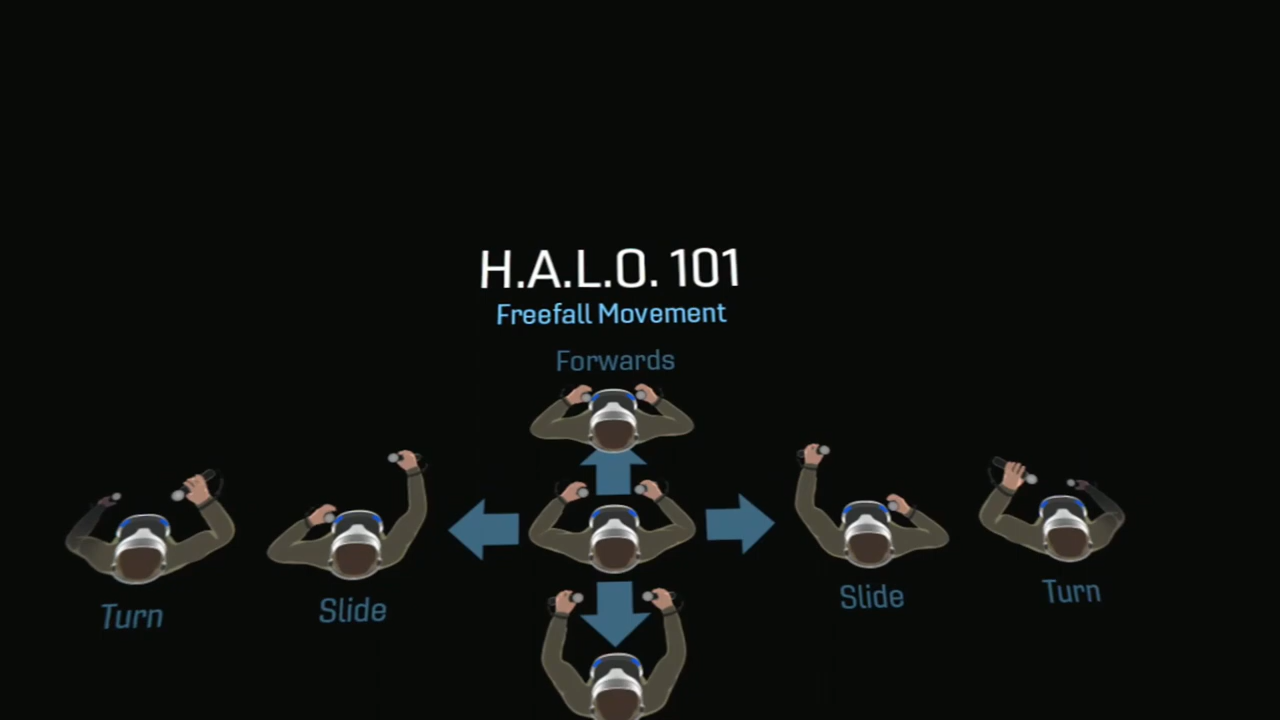 H.A.L.O. 101
Freefall Movement
Forwards
Turn
Slide
Slide
Turn